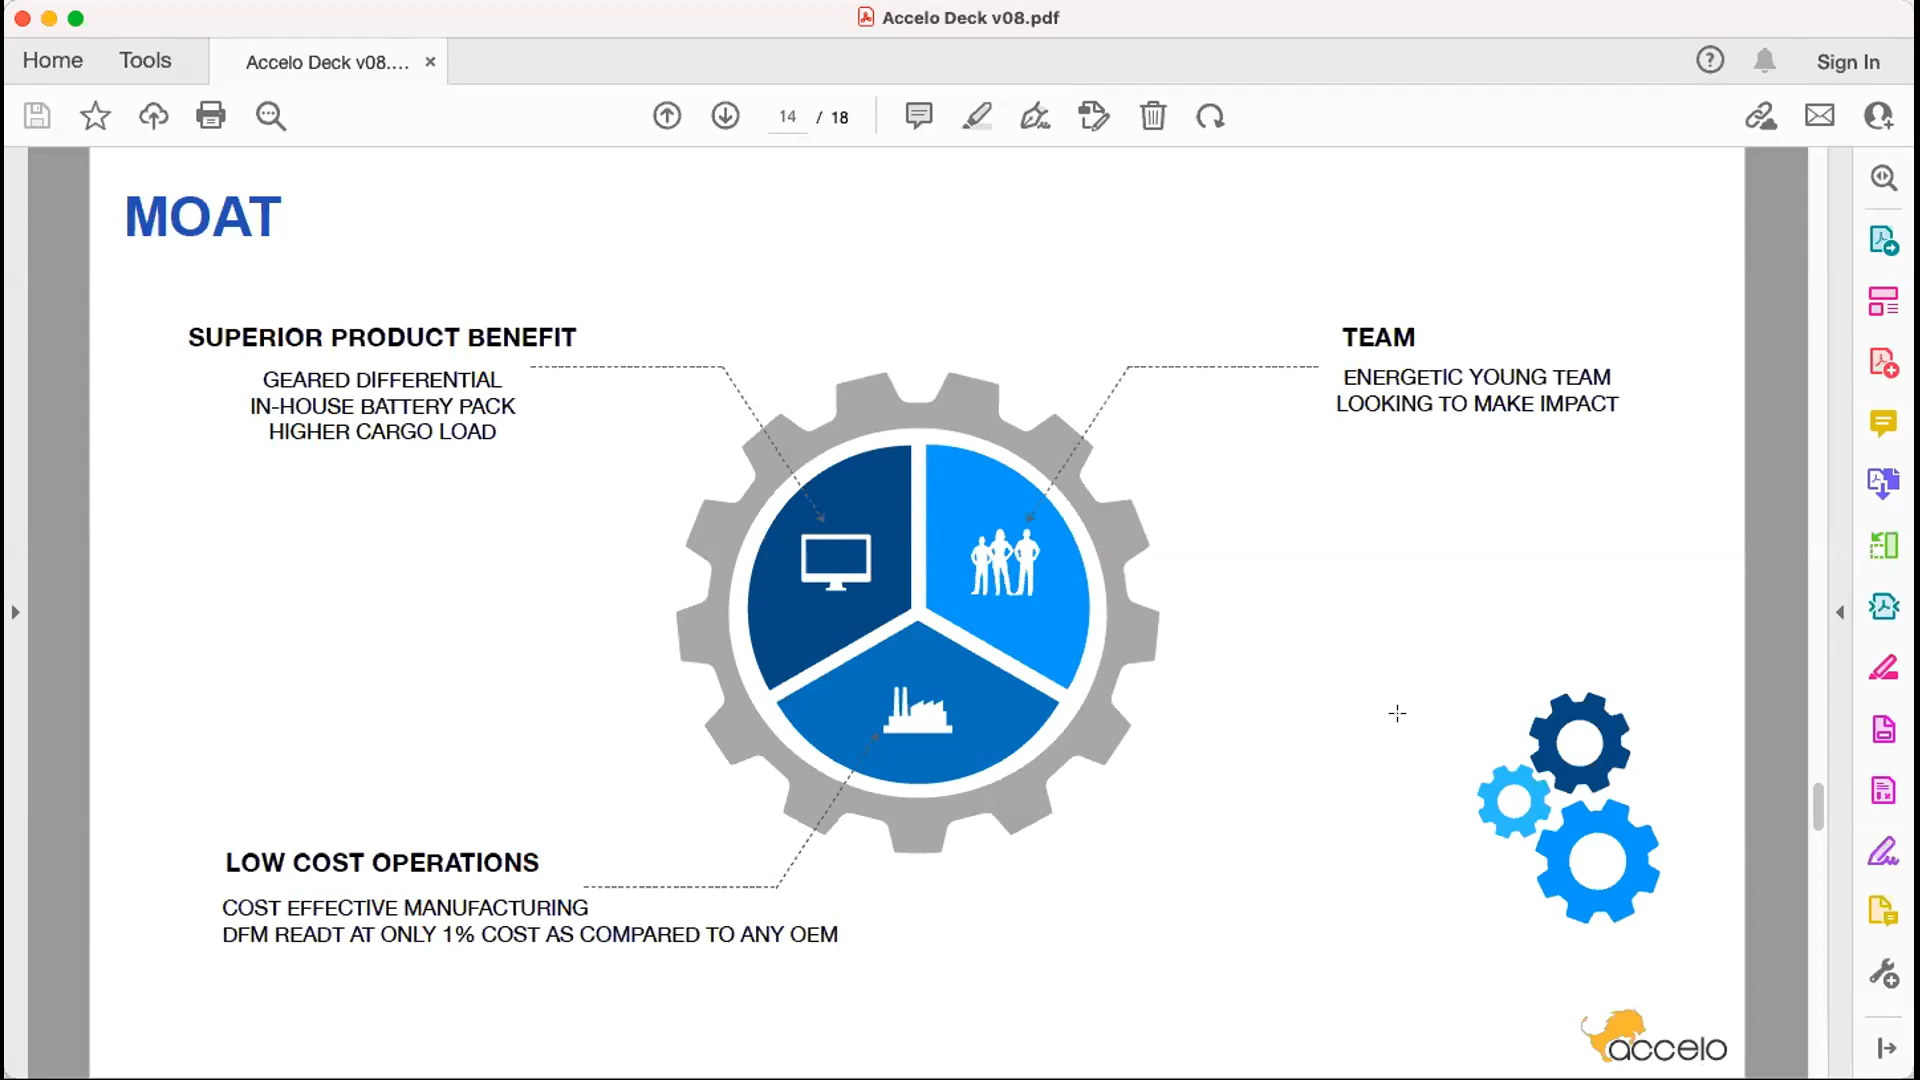 Accelo Deck v08.pdf
Home
Tools
Accelo Deck v08....
Sign In
14 / 18
MOAT
SUPERIOR PRODUCT BENEFIT
GEARED DIFFERENTIAL
IN-HOUSE BATTERY PACK
HIGHER CARGO LOAD
TEAM
ENERGETIC YOUNG TEAM
LOOKING TO MAKE IMPACT
LOW COST OPERATIONS
COST EFFECTIVE MANUFACTURING
DFM READT AT ONLY 1% COST AS COMPARED TO ANY OEM
accelo